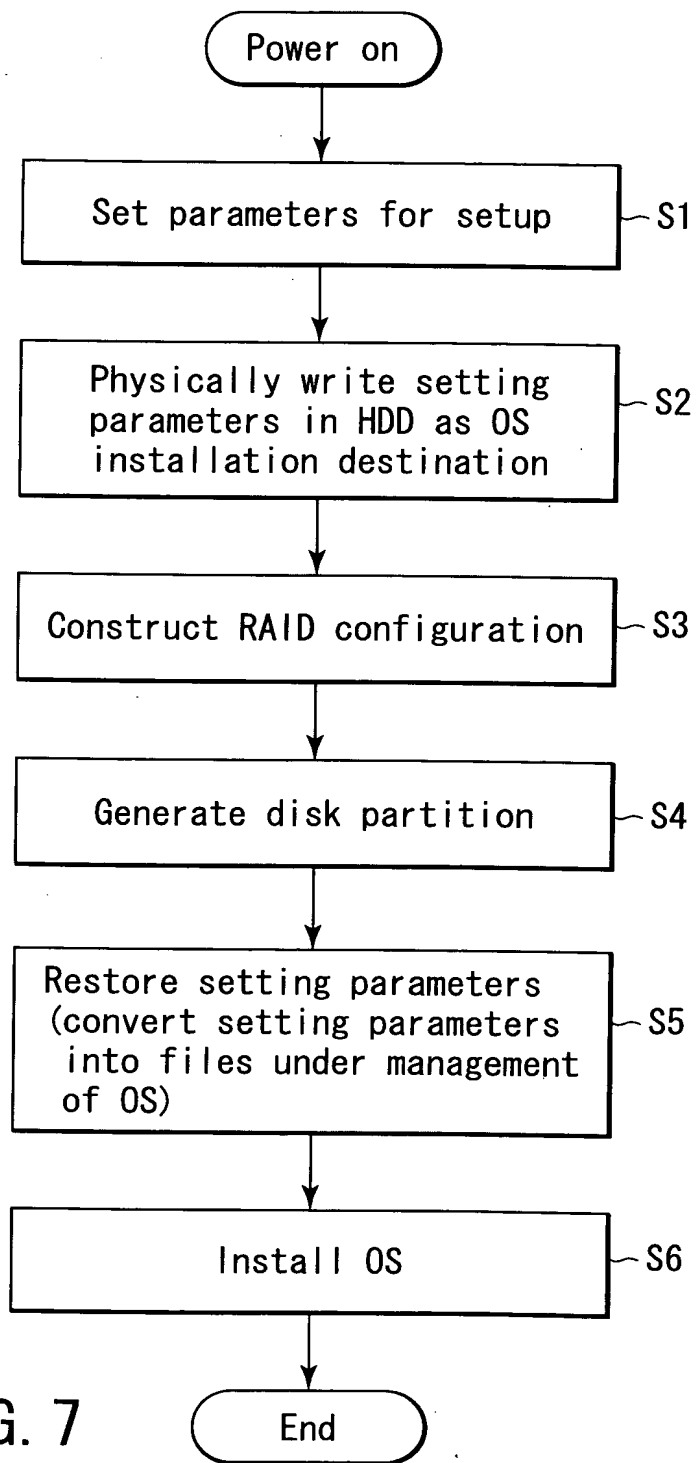 Power on
Set parameters for setup
S1
Physically write setting
parameters in HDD as OS
installation destination
S2
Construct RAID configuration
S3
Generate disk partition
S4
Restore setting parameters
(convert setting parameters
into files under management
of OS)
S5
Install OS
S6
End
G. 7